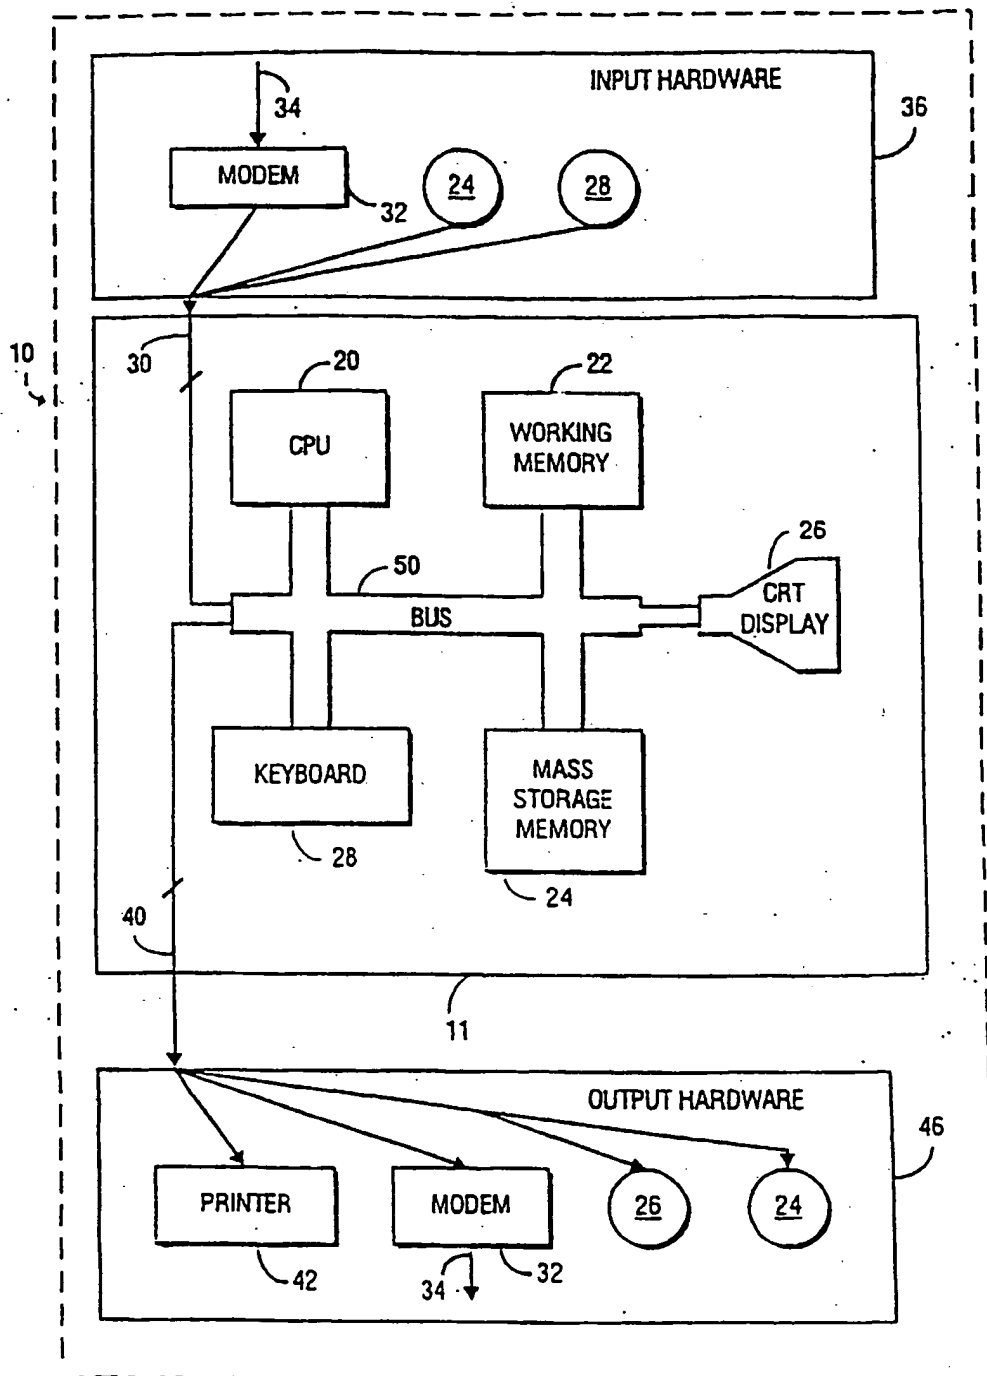 INPUT HARDWARE
34
36
MODEM
32
24
28
10
30
20
22
CPU
WORKING
MEMORY
50
BUS
26
CRT
DISPLAY
KEYBOARD
28
MASS
STORAGE
MEMORY
24
40
11
OUTPUT HARDWARE
46
PRINTER
42
MODEM
34
32
26
24